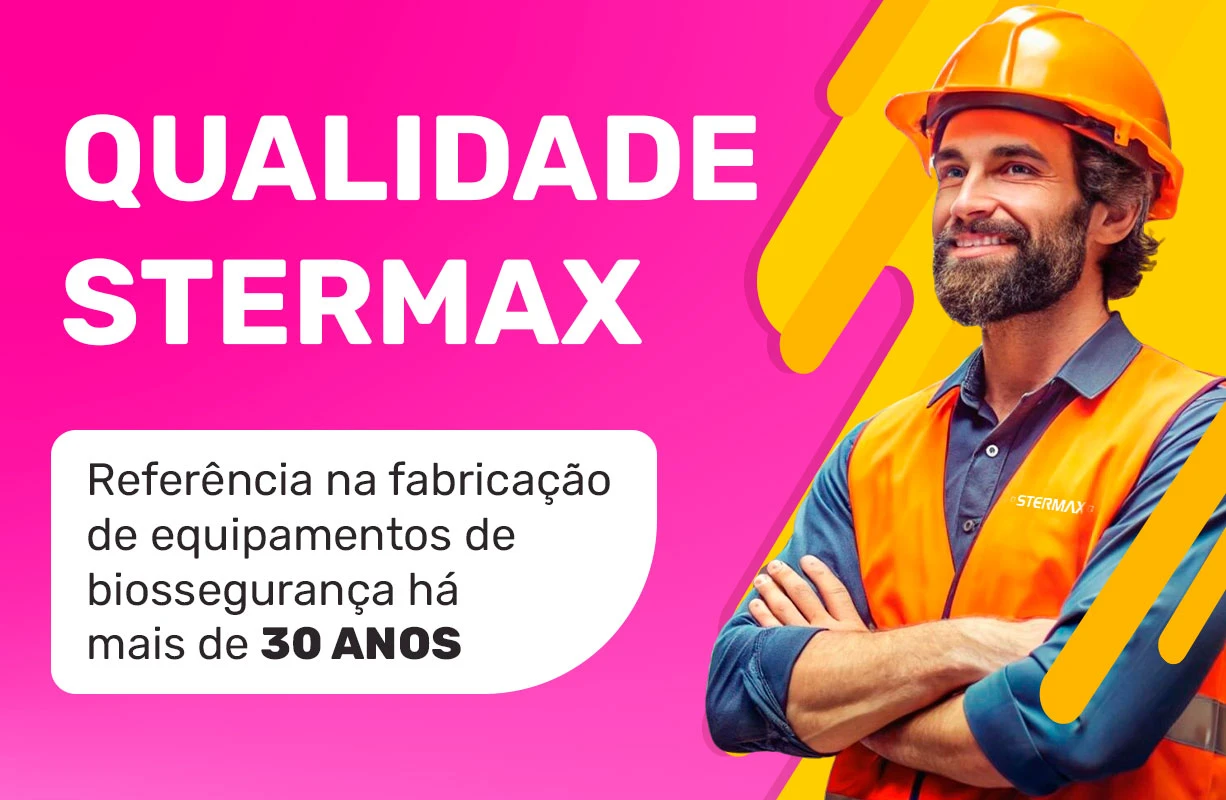 QUALIDADE
STERMAX
Referência na fabricação
de equipamentos de
biossegurança há
mais de 30 ANOS
STERMAX